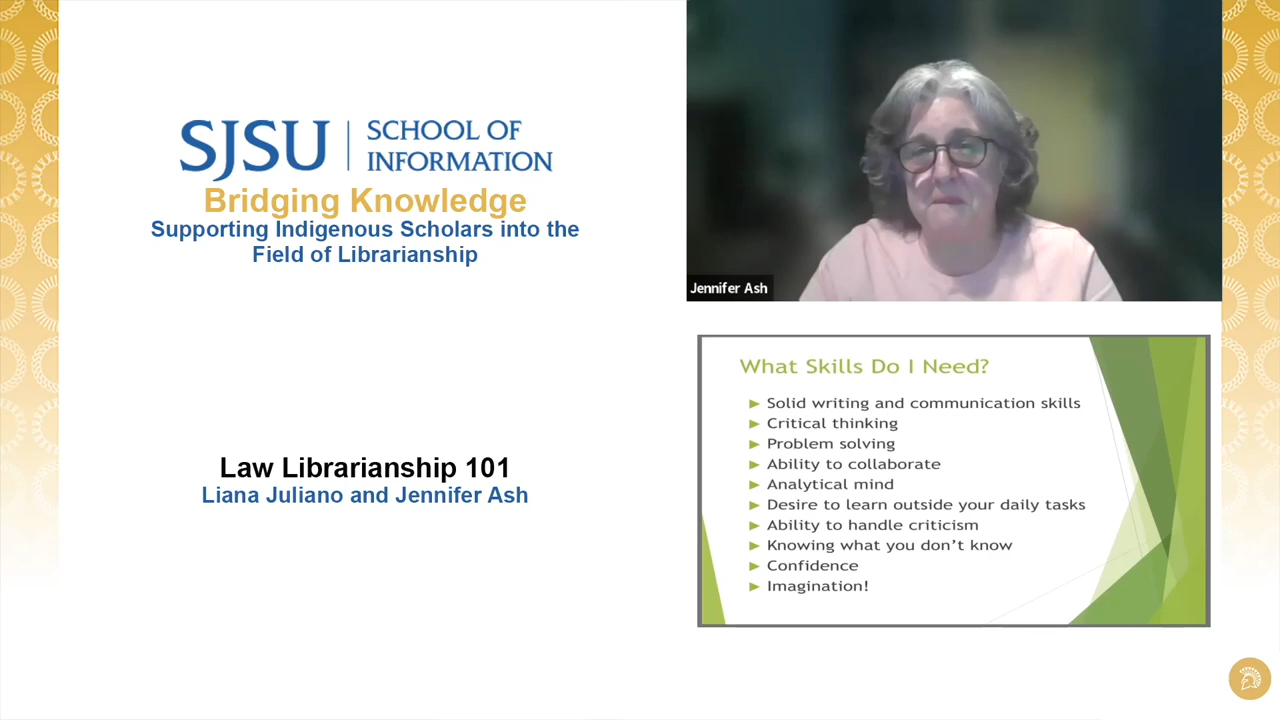 SJSU | SCHOOL OF
INFORMATION
Bridging Knowledge
Supporting Indigenous Scholars into the
Field of Librarianship
Law Librarianship 101
Liana Juliano and Jennifer Ash
Jennifer Ash
What Skills Do I Need?
Solid writing and communication skills
Critical thinking
Problem solving
Ability to collaborate
Analytical mind
Desire to learn outside your daily tasks
Ability to handle criticism
Knowing what you don't know
Confidence
Imagination!